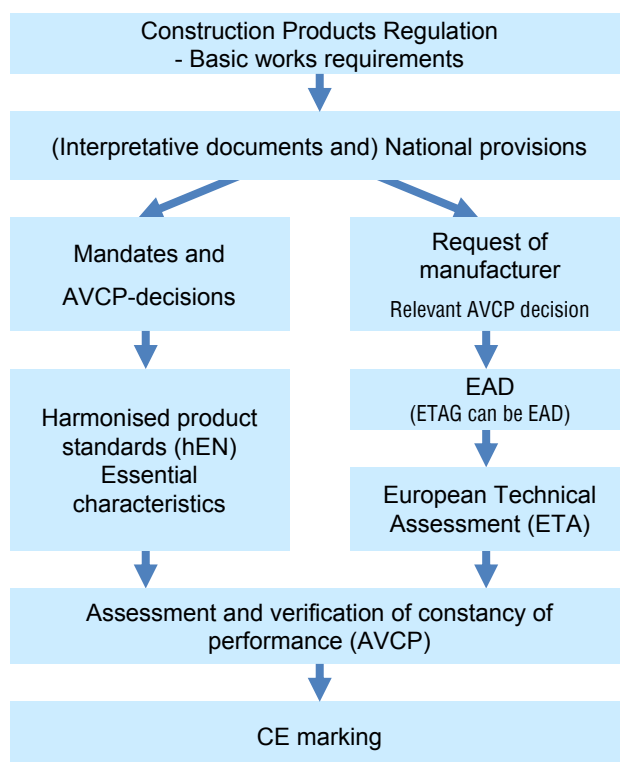 Construction Products Regulation
- Basic works requirements
(Interpretative documents and) National provisions
Mandates and
AVCP-decisions
Request of
manufacturer
Relevant AVCP decision
Harmonised product
standards (hEN)
Essential
characteristics
EAD
(ETAG can be EAD)
European Technical
Assessment (ETA)
Assessment and verification of constancy of
performance (AVCP)
CE marking